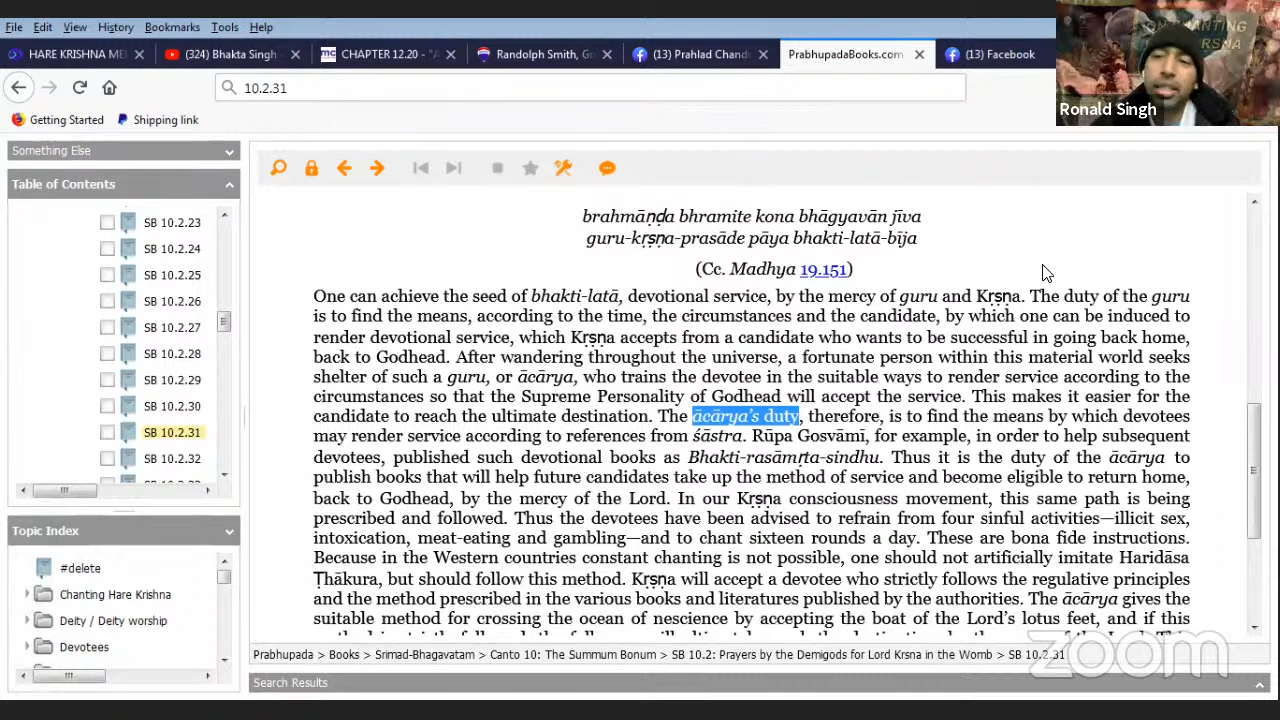 File Edit View History Bookmarks Tools Help
HARE KRISHNA ME
(324) Bhakta Singh -
CHAPTER 12.20 - "A
Randolph Smith, Gr
(13) Prahlad Chand
PrabhupadaBooks.com
(13) Facebook
10.2.31
Ronald Singh
Getting Started Shipping link
Something Else
Table of Contents
SB 10.2.23
SB 10.2.24
SB 10.2.25
SB 10.2.26
SB 10.2.27
SB 10.2.28
SB 10.2.29
SB 10.2.30
SB 10.2.31
SB 10.2.32
Topic Index
#delete
Chanting Hare Krishna
Deity / Deity worship
Devotees
brahmāṇḍa bhramite kona bhāgyavān jīva
guru-kṛṣṇa-prasāde pāya bhakti-latā-bīja
(Cc. Madhya 19.151)
One can achieve the seed of bhakti-latā, devotional service, by the mercy of guru and Kṛṣṇa. The duty of the guru
is to find the means, according to the time, the circumstances and the candidate, by which one can be induced to
render devotional service, which Kṛṣṇa accepts from a candidate who wants to be successful in going back home,
back to Godhead. After wandering throughout the universe, a fortunate person within this material world seeks
shelter of such a guru, or ācārya, who trains the devotee in the suitable ways to render service according to the
circumstances so that the Supreme Personality of Godhead will accept the service. This makes it easier for the
candidate to reach the ultimate destination. The ācārya's duty, therefore, is to find the means by which devotees
may render service according to references from śāstra. Rūpa Gosvāmī, for example, in order to help subsequent
devotees, published such devotional books as Bhakti-rasāmṛta-sindhu. Thus it is the duty of the ācārya to
publish books that will help future candidates take up the method of service and become eligible to return home,
back to Godhead, by the mercy of the Lord. In our Kṛṣṇa consciousness movement, this same path is being
prescribed and followed. Thus the devotees have been advised to refrain from four sinful activities—illicit sex,
intoxication, meat-eating and gambling—and to chant sixteen rounds a day. These are bona fide instructions.
Because in the Western countries constant chanting is not possible, one should not artificially imitate Haridāsa
Ṭhākura, but should follow this method. Kṛṣṇa will accept a devotee who strictly follows the regulative principles
and the method prescribed in the various books and literatures published by the authorities. The ācārya gives the
suitable method for crossing the ocean of nescience by accepting the boat of the Lord's lotus feet, and if this
Prabhupada > Books > Srimad-Bhagavatam > Canto 10: The Summum Bonum > SB 10.2: Prayers by the Demigods for Lord Krsna in the Womb > SB 10.2.31
Search Results
zoom